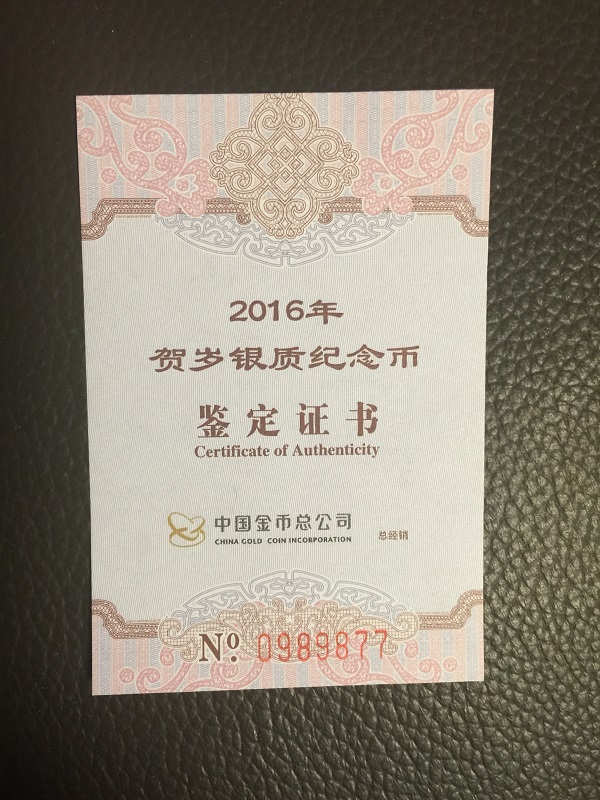 2016年
贺岁银质纪念币
鉴定证书
Certificate of Authenticity
中国金币总公司
CHINA GOLD COIN INCORPORATION
总经销
Nº. 0989877